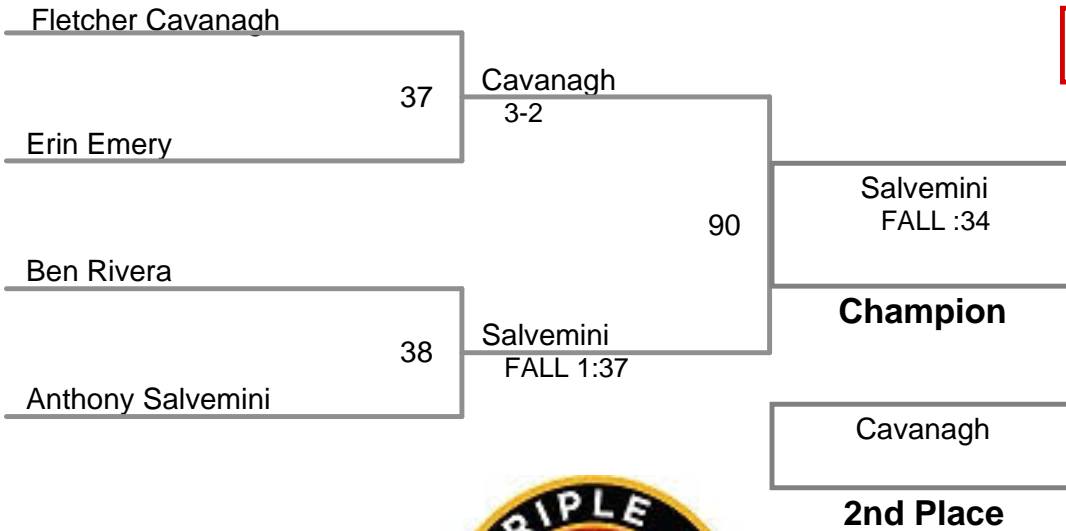 Fletcher Cavanagh
37
Cavanagh
3-2
Erin Emery
90
Salvemini
FALL :34
Champion
Ben Rivera
38
Salvemini
FALL 1:37
Anthony Salvemini
Cavanagh
2nd Place